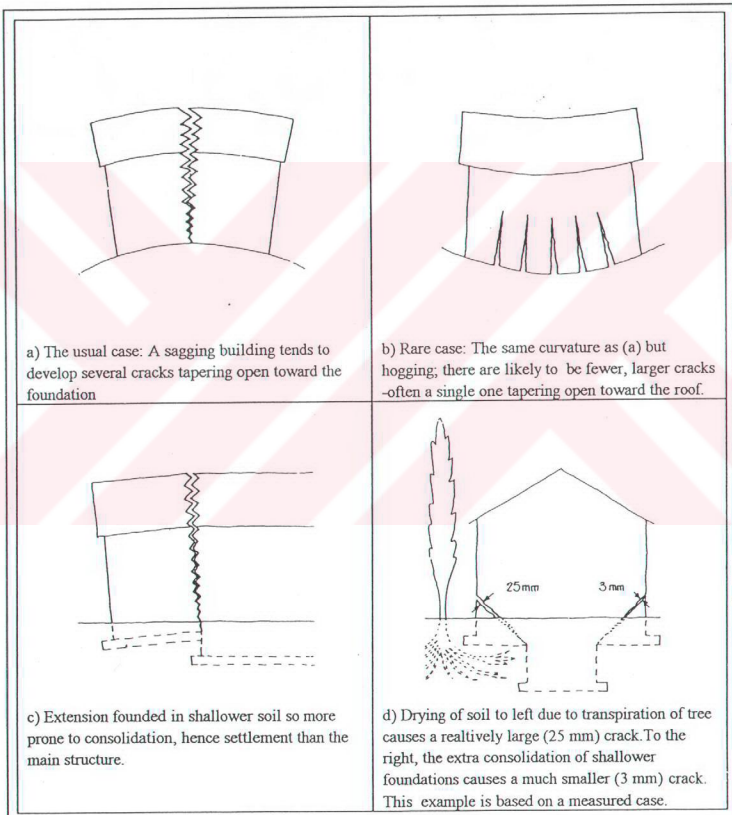 a) The usual case: A sagging building tends to
develop several cracks tapering open toward the
foundation
b) Rare case: The same curvature as (a) but
hogging; there are likely to be fewer, larger cracks
-often a single one tapering open toward the roof.
25mm
3mm
c) Extension founded in shallower soil so more
prone to consolidation, hence settlement than the
main structure.
d) Drying of soil to left due to transpiration of tree
causes a realtively large (25 mm) crack.To the
right, the extra consolidation of shallower
foundations causes a much smaller (3 mm) crack.
This example is based on a measured case.